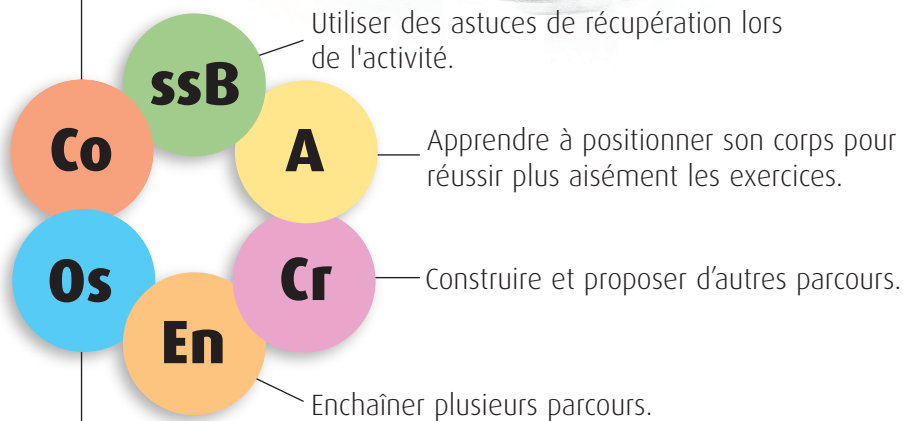 Utiliser des astuces de récupération lors
de l'activité.
ssB
Co
A
Apprendre à positionner son corps pour
réussir plus aisément les exercices.
Os
Cr
Construire et proposer d’autres parcours.
En
Enchaîner plusieurs parcours.